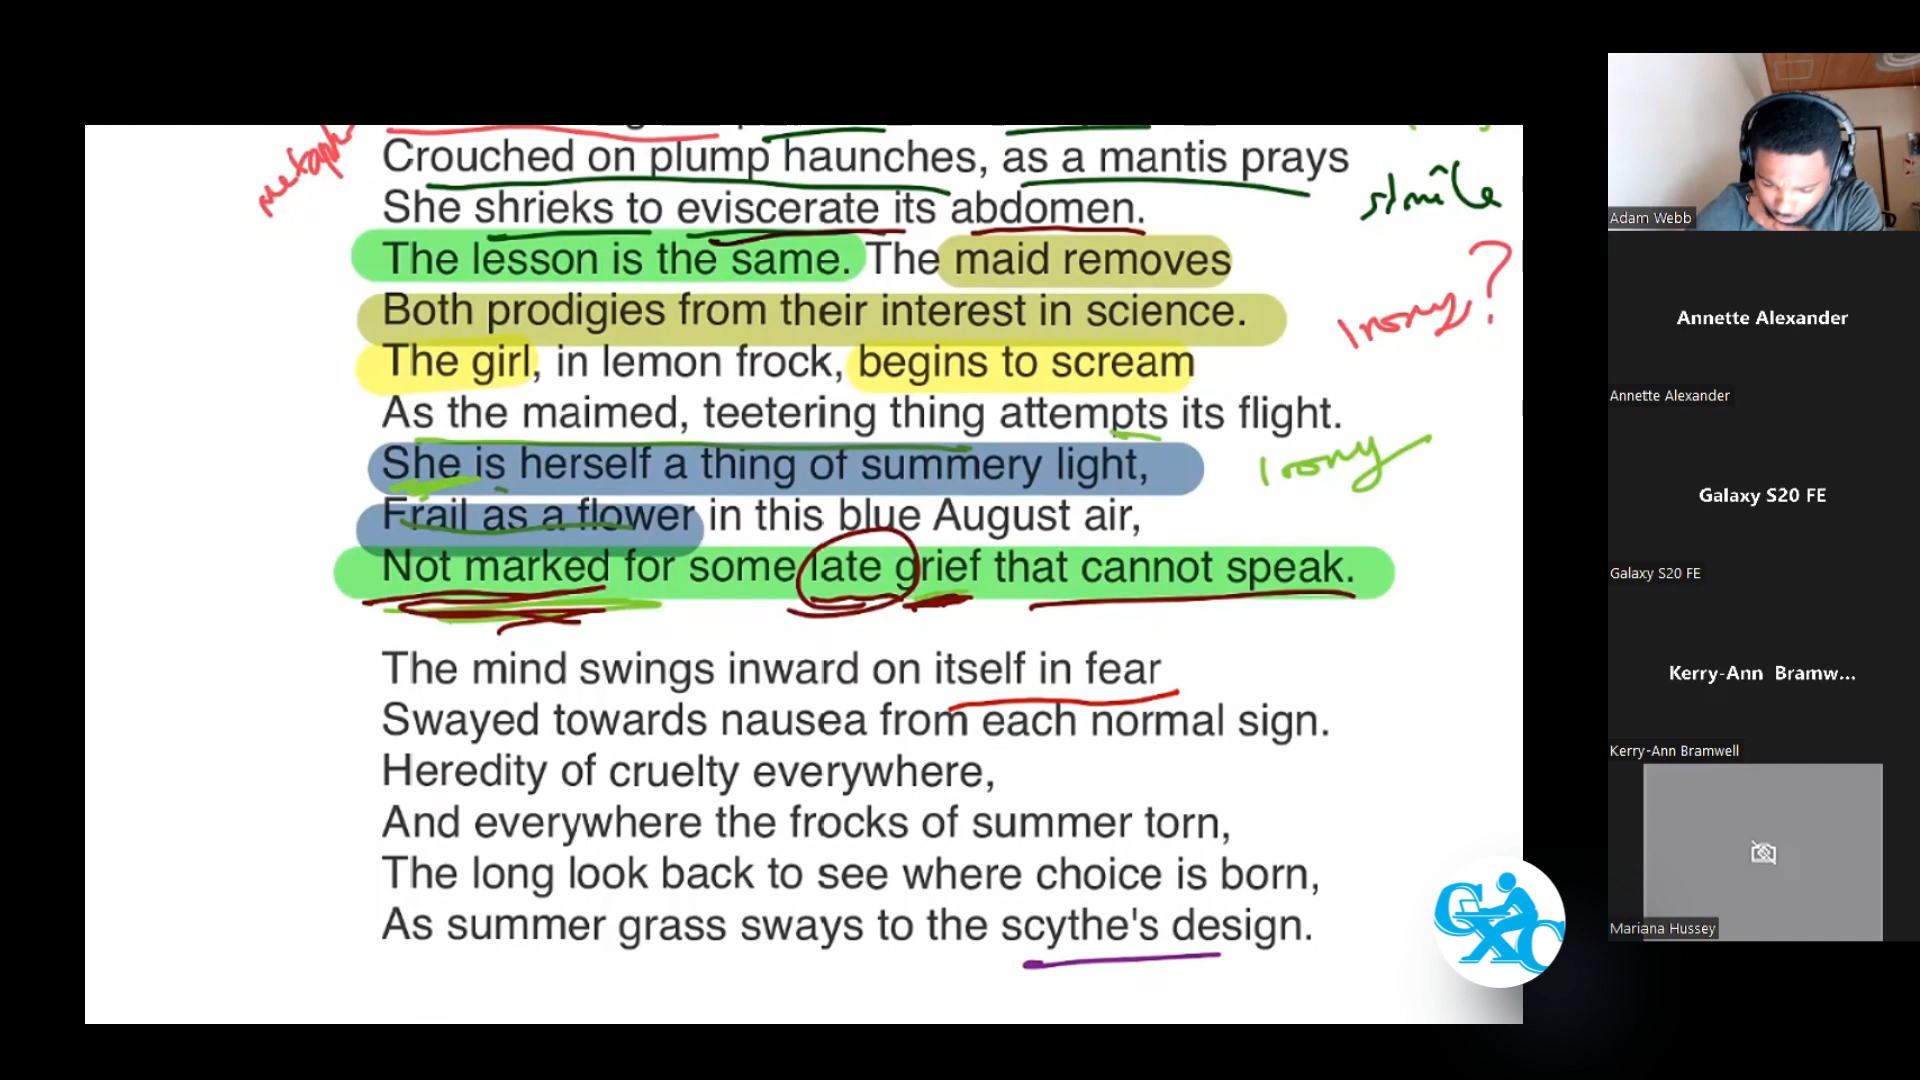 metaph
Crouched on plump haunches, as a mantis prays
simile
She shrieks to eviscerate its abdomen.
The lesson is the same. The maid removes
Both prodigies from their interest in science.
Irony?
The girl, in lemon frock, begins to scream
As the maimed, teetering thing attempts its flight.
She is herself a thing of summery light,
Irony
Frail as a flower in this blue August air,
Not marked for some late grief that cannot speak.
The mind swings inward on itself in fear
Swayed towards nausea from each normal sign.
Heredity of cruelty everywhere,
And everywhere the frocks of summer torn,
The long look back to see where choice is born,
As summer grass sways to the scythe's design.
CXC
Adam Webb
Annette Alexander
Annette Alexander
Galaxy S20 FE
Galaxy S20 FE
Kerry-Ann Bramw...
Kerry-Ann Bramwell
Mariana Hussey